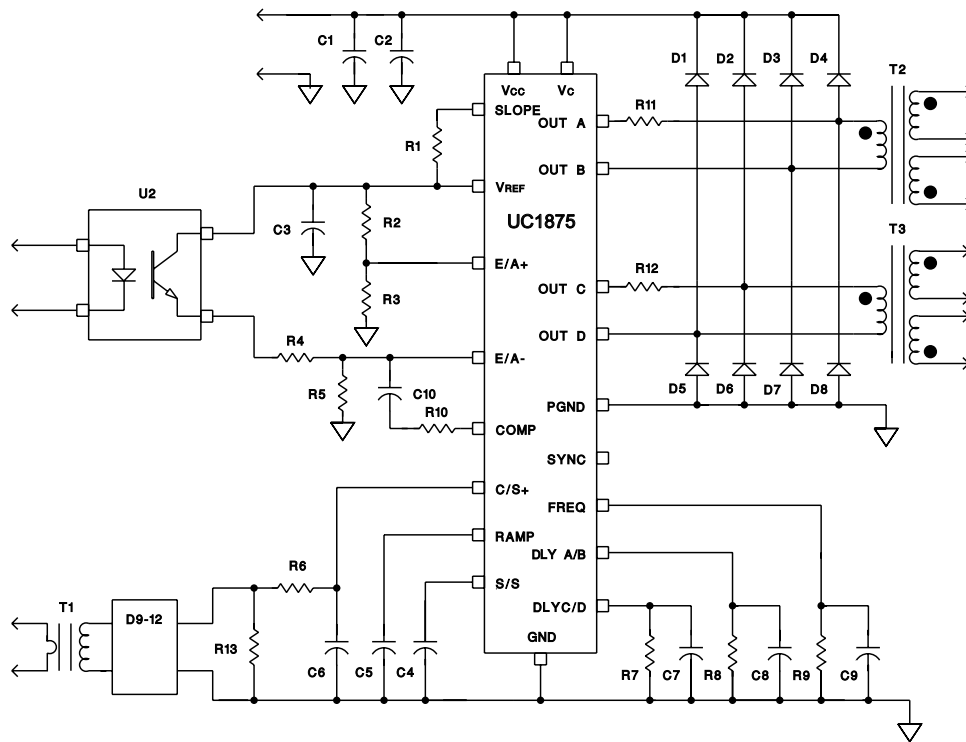 C1
C2
D1
D2
D3
D4
T2
Vcc
Vc
SLOPE
OUT A
R11
R1
OUT B
U2
VREF
UC1875
C3
R2
T3
E/A+
R12
R3
OUT C
OUT D
R4
E/A-
R5
C10
D5
D6
D7
D8
R10
PGND
COMP
SYNC
C/S+
FREQ
RAMP
DLY A/B
R6
S/S
T1
D9-12
DLYC/D
GND
R13
C6
C5
C4
R7
C7
R8
C8
R9
C9